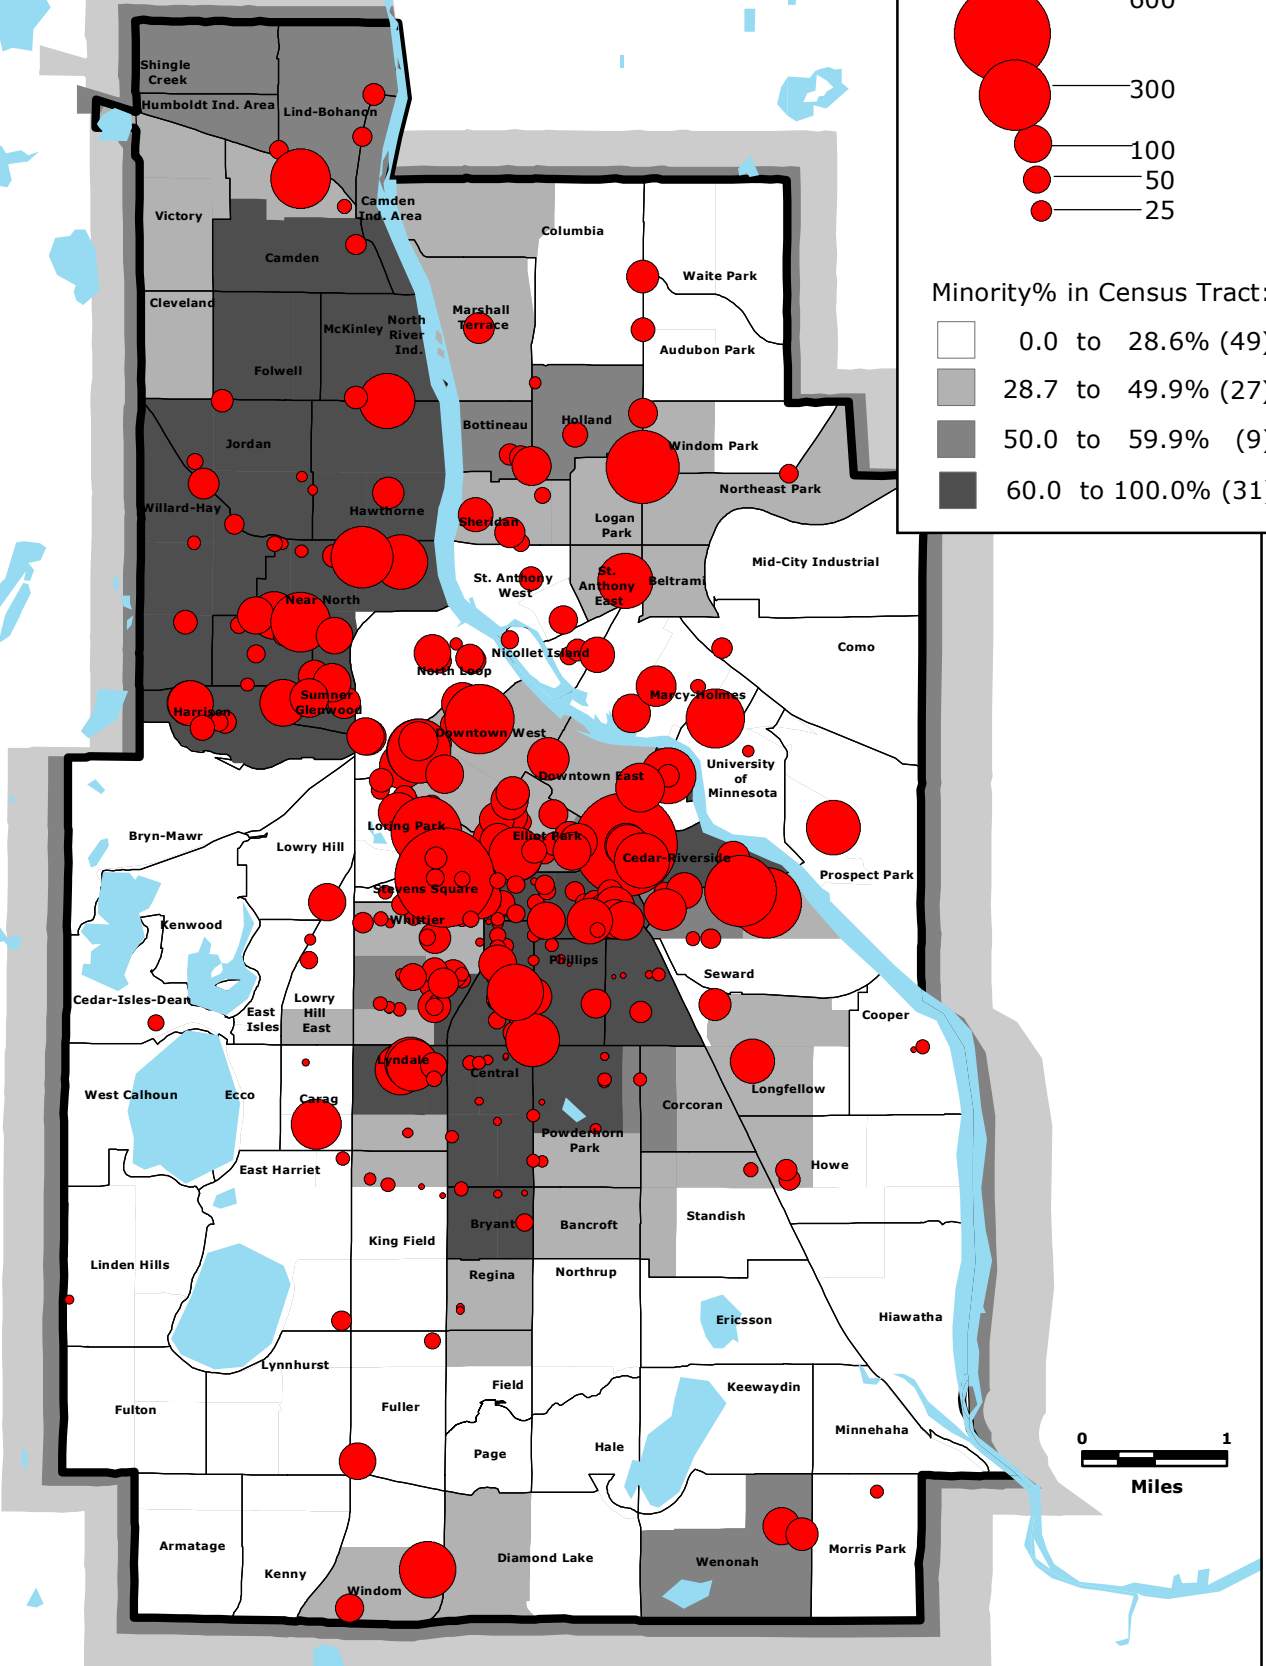 600
300
100
50
25
Minority% in Census Tract:
0.0 to 28.6% (49)
28.7 to 49.9% (27)
50.0 to 59.9% (9)
60.0 to 100.0% (31)
Shingle
Creek
Humboldt Ind. Area
Lind-Bohanon
Victory
Camden
Ind. Area
Columbia
Camden
Waite Park
Cleveland
Marshall
Terrace
McKinley
North
River
Ind.
Audubon Park
Folwell
Holland
Bottineau
Jordan
Windom Park
Northeast Park
Willard-Hay
Hawthorne
Sheridan
Logan
Park
Mid-City Industrial
St. Anthony
West
St.
Anthony
East
Beltrami
Near North
Como
Nicollet Island
North Loop
Marcy-Holmes
Sumner
Glenwood
Harrison
Downtown West
Downtown East
University
of
Minnesota
Loring Park
Elliot Park
Bryn-Mawr
Lowry Hill
Cedar-Riverside
Prospect Park
Stevens Square
Whittier
Kenwood
Phillips
Seward
Cedar-Isles-Dean
East
Isles
Lowry
Hill
East
Cooper
Lyndale
Central
West Calhoun
Ecco
Carag
Longfellow
Corcoran
Powderhorn
Park
East Harriet
Howe
King Field
Bryant
Bancroft
Standish
Linden Hills
Regina
Northrup
Ericsson
Hiawatha
Lynnhurst
Field
Keewaydin
Fulton
Fuller
Page
Hale
Minnehaha
0 1
Miles
Armatage
Kenny
Windom
Diamond Lake
Wenonah
Morris Park